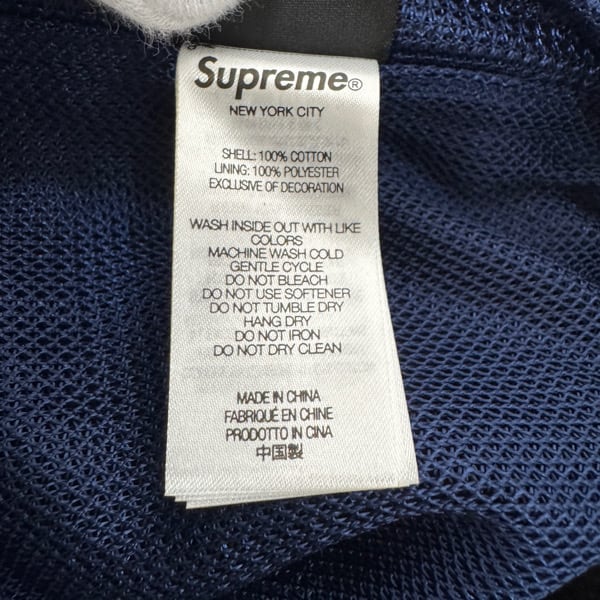 Supreme®
NEW YORK CITY
SHELL: 100% COTTON
LINING: 100% POLYESTER
EXCLUSIVE OF DECORATION
WASH INSIDE OUT WITH LIKE
COLORS
MACHINE WASH COLD
GENTLE CYCLE
DO NOT BLEACH
DO NOT USE SOFTENER
DO NOT TUMBLE DRY
HANG DRY
DO NOT IRON
DO NOT DRY CLEAN
MADE IN CHINA
FABRIQUÉ EN CHINE
PRODOTTO IN CINA
中国製